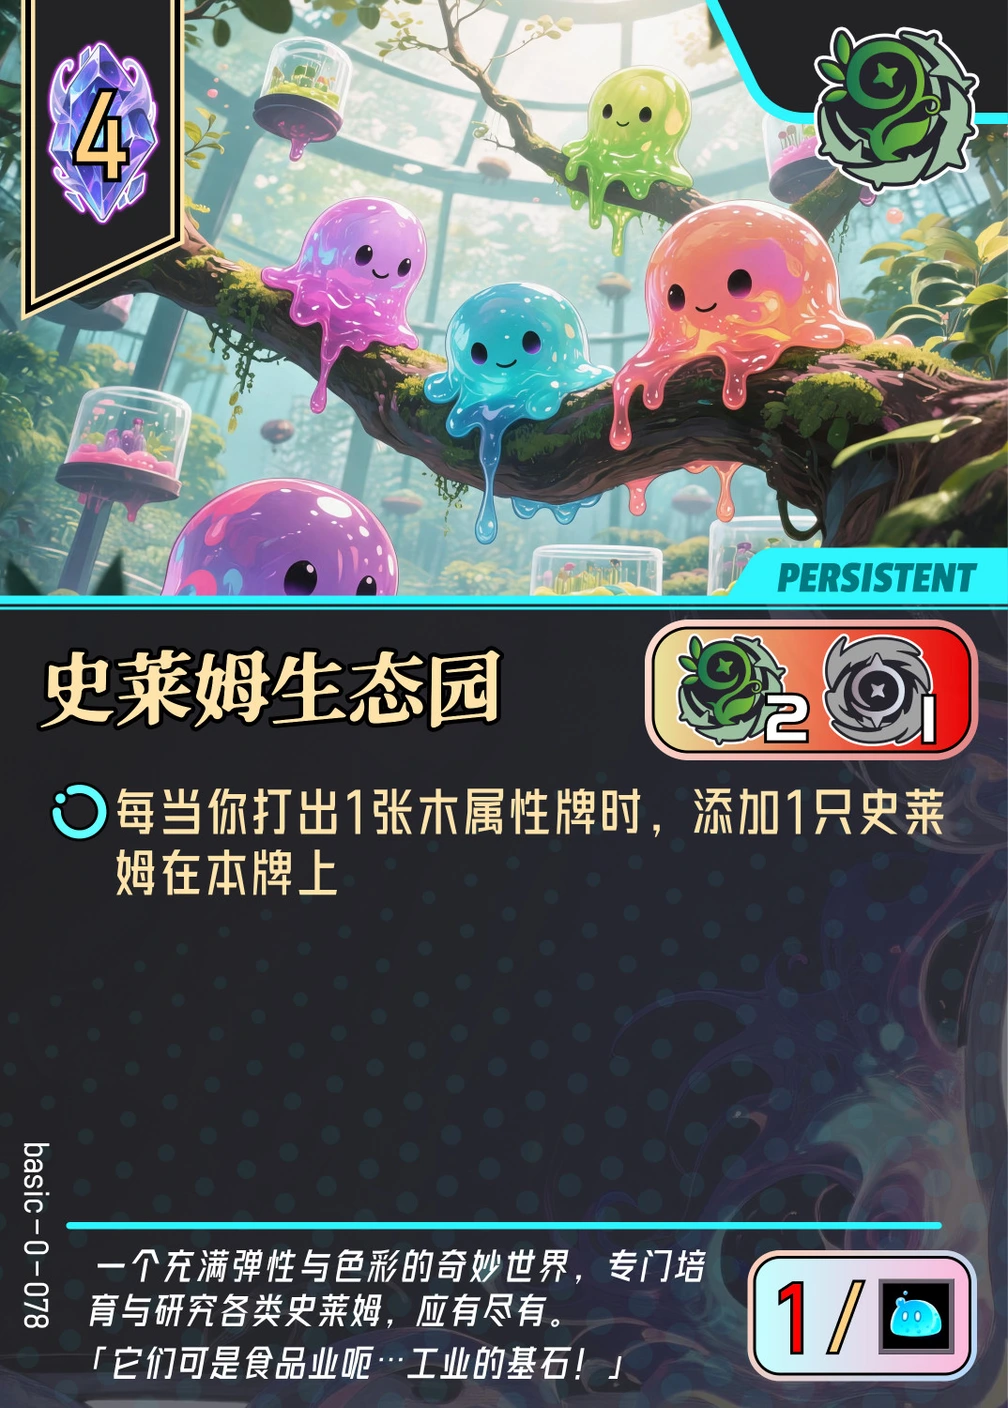 4
PERSISTENT
史莱姆生态园
2 1
每当你打出1张木属性牌时，添加1只史莱
姆在本牌上
basic-0-078
一个充满弹性与色彩的奇妙世界，专门培
育与研究各类史莱姆，应有尽有。
「它们可是食品业呃…工业的基石！」
1/